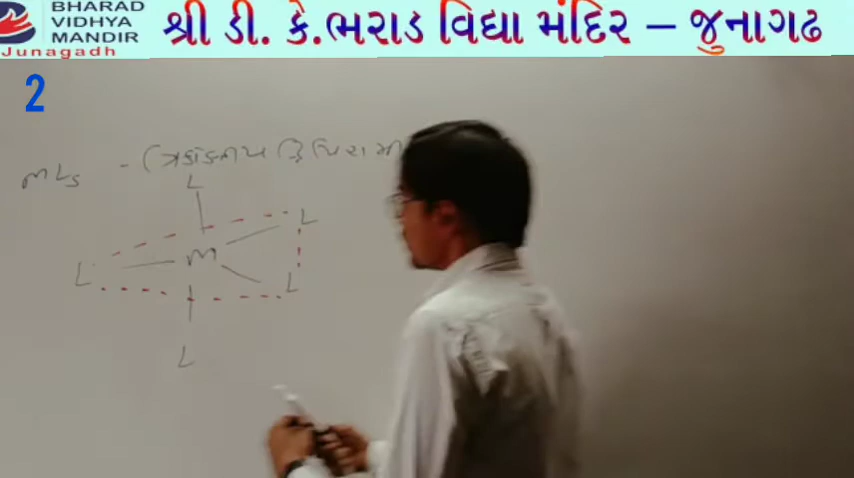 BHARAD
VIDHYA
MANDIR
Junagadh
શ્રી ડી. કે.ભરાડ વિદ્યા મંદિર – જુનાગઢ
2
ML5 -
L
L
M
L
L
L